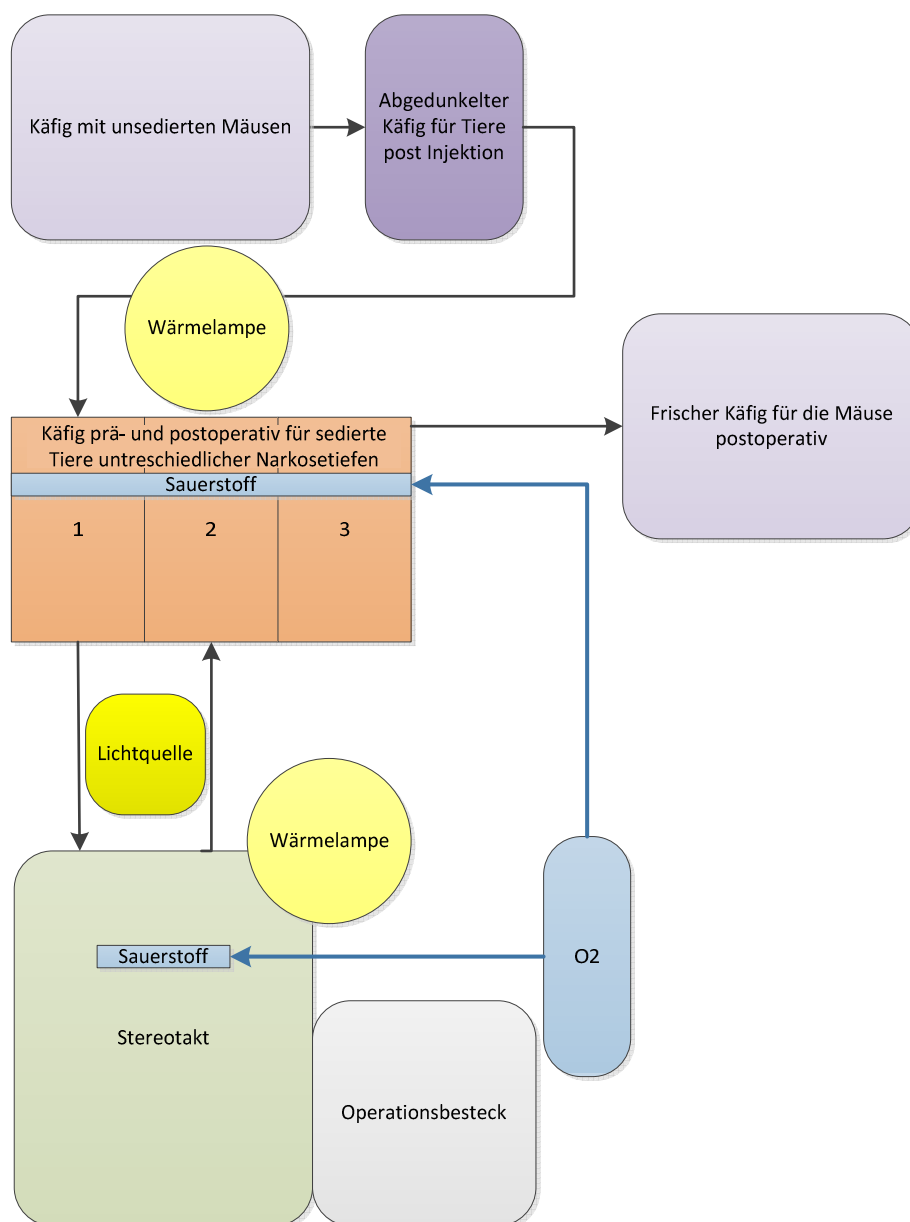 Käfig mit unsedierten Mäusen
Abgedunkelter
Käfig für Tiere
post Injektion
Wärmelampe
Frischer Käfig für die Mäuse
postoperativ
Käfig prä- und postoperativ für sedierte
Tiere untreschiedlicher Narkosetiefen
Sauerstoff
1
2
3
Lichtquelle
Wärmelampe
Sauerstoff
O2
Stereotakt
Operationsbesteck